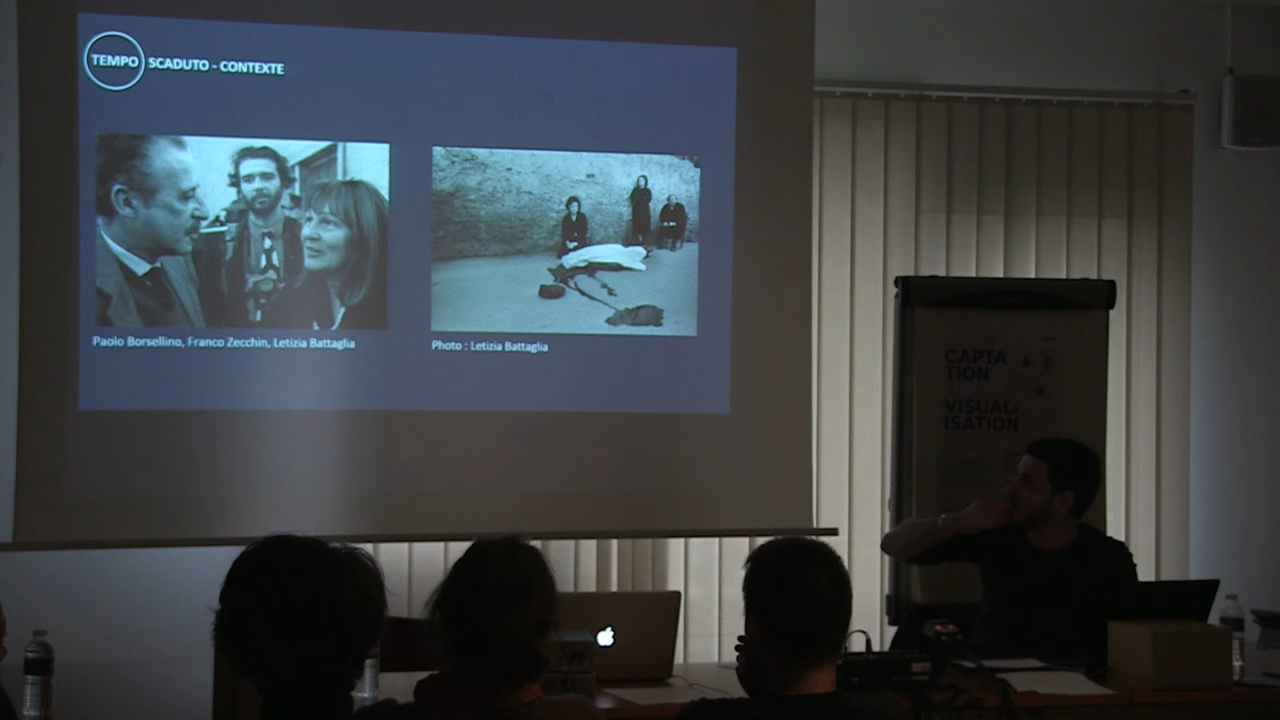 TEMPO SCADUTO - CONTEXTE
Paolo Borsellino, Franco Zecchin, Letizia Battaglia
Photo : Letizia Battaglia
CAPTA
TION
VISUAL
ISATION